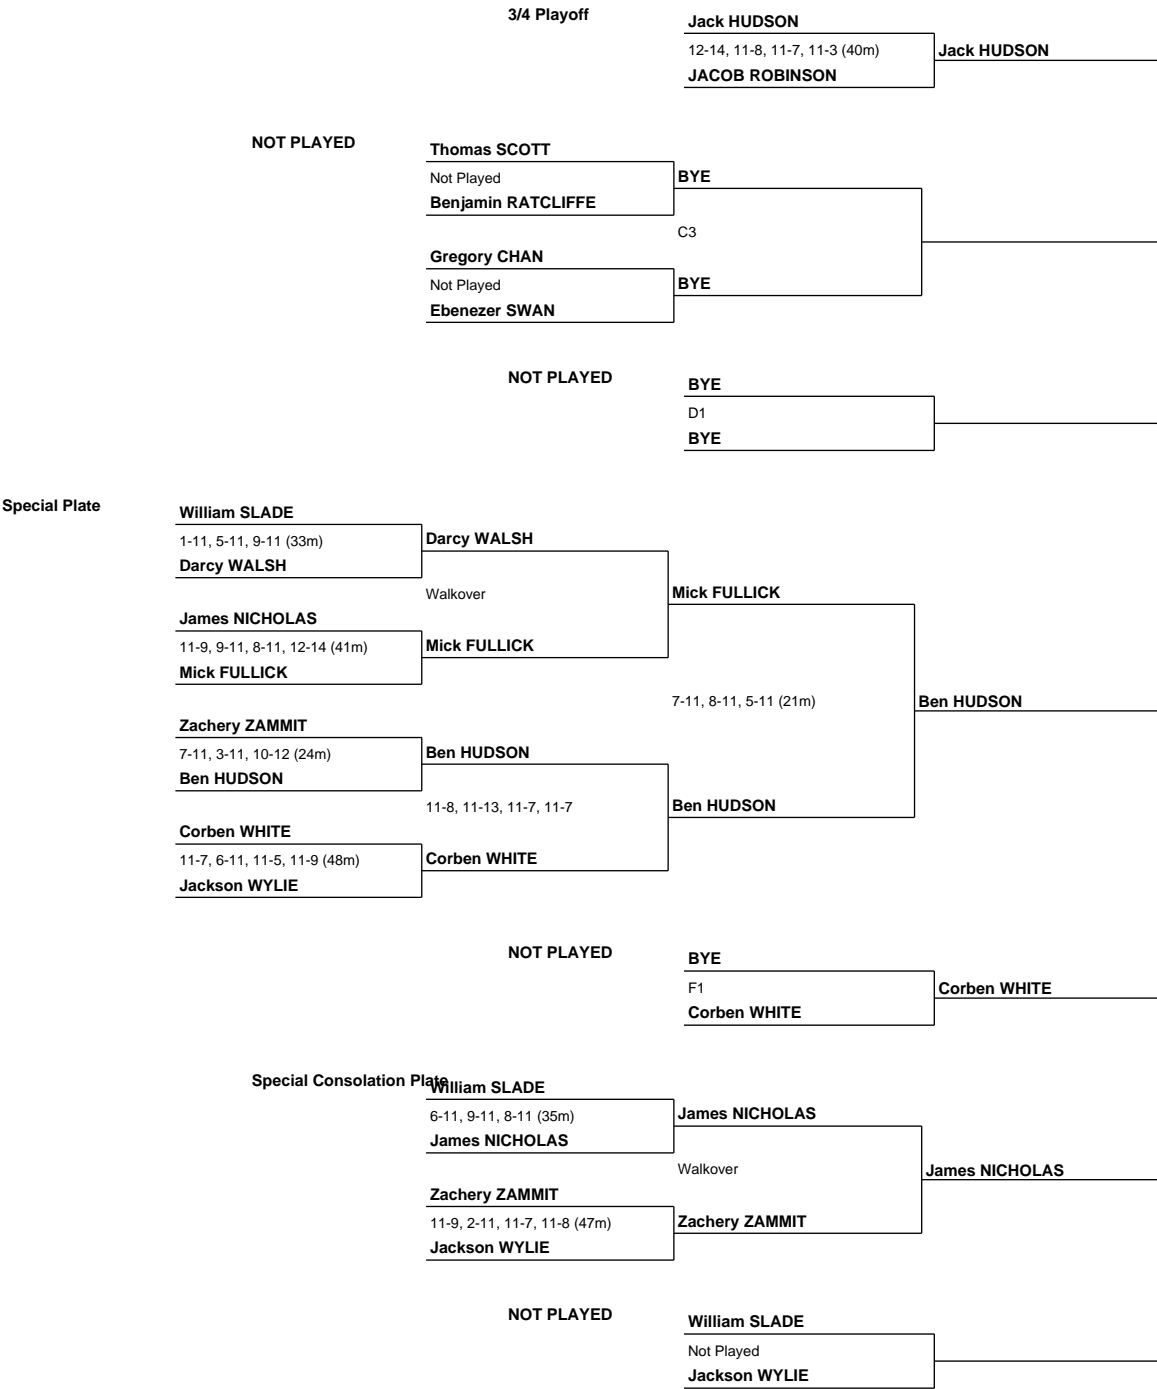 3/4 Playoff
Jack HUDSON
12-14, 11-8, 11-7, 11-3 (40m)
Jack HUDSON
JACOB ROBINSON
NOT PLAYED
Thomas SCOTT
Not Played
BYE
Benjamin RATCLIFFE
C3
Gregory CHAN
Not Played
BYE
Ebenezer SWAN
NOT PLAYED
BYE
D1
BYE
Special Plate
William SLADE
1-11, 5-11, 9-11 (33m)
Darcy WALSH
Darcy WALSH
Walkover
Mick FULLICK
James NICHOLAS
11-9, 9-11, 8-11, 12-14 (41m)
Mick FULLICK
Mick FULLICK
7-11, 8-11, 5-11 (21m)
Ben HUDSON
Zachery ZAMMIT
7-11, 3-11, 10-12 (24m)
Ben HUDSON
Ben HUDSON
11-8, 11-13, 11-7, 11-7
Ben HUDSON
Corben WHITE
11-7, 6-11, 11-5, 11-9 (48m)
Corben WHITE
Jackson WYLIE
NOT PLAYED
BYE
F1
Corben WHITE
Corben WHITE
Special Consolation Plate
William SLADE
6-11, 9-11, 8-11 (35m)
James NICHOLAS
James NICHOLAS
Walkover
James NICHOLAS
Zachery ZAMMIT
11-9, 2-11, 11-7, 11-8 (47m)
Zachery ZAMMIT
Jackson WYLIE
NOT PLAYED
William SLADE
Not Played
Jackson WYLIE